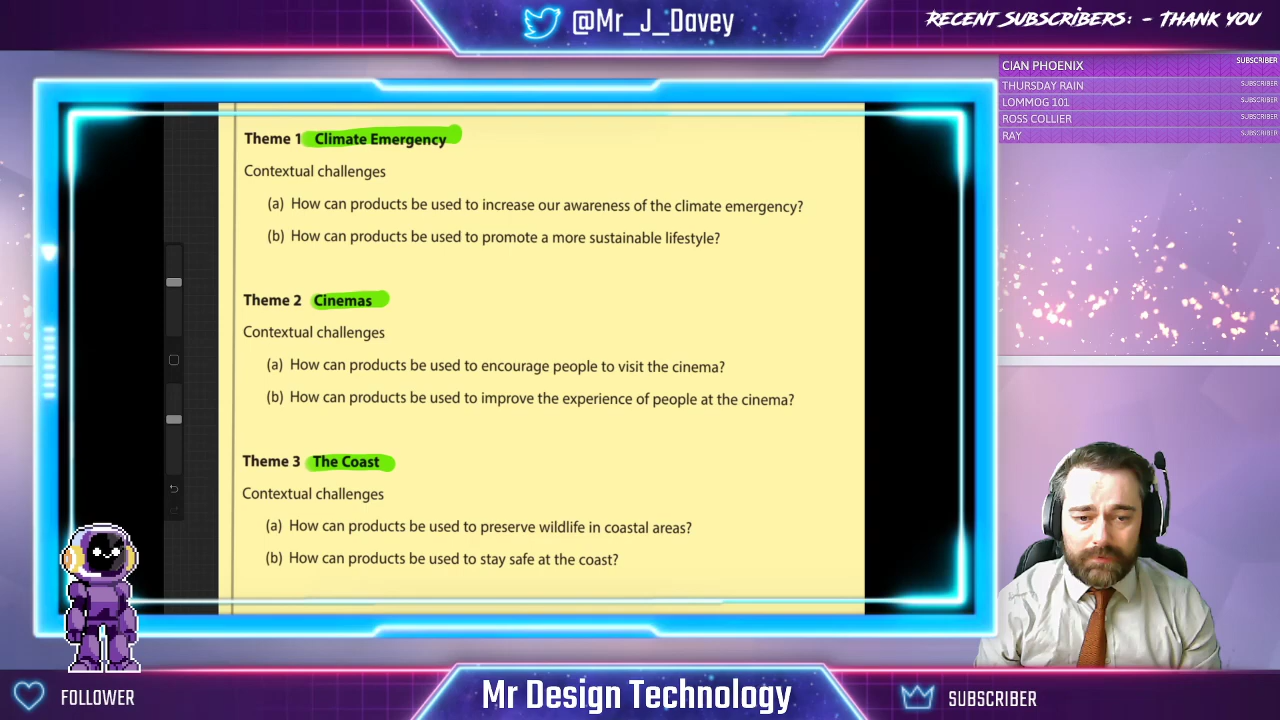 @Mr_J_Davey
RECENT SUBSCRIBERS: - THANK YOU
CIAN PHOENIX SUBSCRIBER
THURSDAY RAIN SUBSCRIBER
LOMMOG 101 SUBSCRIBER
ROSS COLLIER SUBSCRIBER
RAY SUBSCRIBER
Theme 1 Climate Emergency
Contextual challenges
(a) How can products be used to increase our awareness of the climate emergency?
(b) How can products be used to promote a more sustainable lifestyle?
Theme 2 Cinemas
Contextual challenges
(a) How can products be used to encourage people to visit the cinema?
(b) How can products be used to improve the experience of people at the cinema?
Theme 3 The Coast
Contextual challenges
(a) How can products be used to preserve wildlife in coastal areas?
(b) How can products be used to stay safe at the coast?
FOLLOWER
Mr Design Technology
SUBSCRIBER